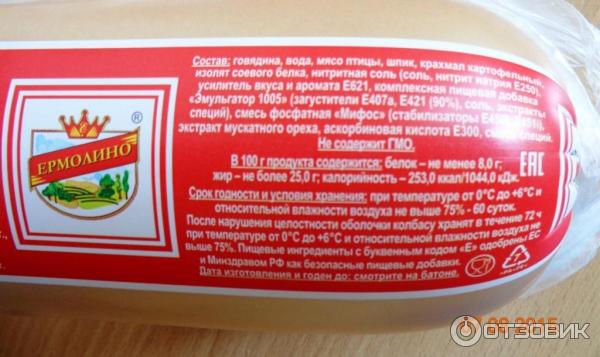 Состав: говядина, вода, мясо птицы, шпик, крахмал картофельный,
изолят соевого белка, нитритная соль (соль, нитрит натрия Е250),
усилитель вкуса и аромата Е621, комплексная пищевая добавка
«Эмульгатор 1005» (загустители Е407а, Е421 (90%), соль, экстракты
специй), смесь фосфатная «Мифос» (стабилизаторы
экстракт мускатного ореха, аскорбиновая кислота Е300, специй.
Не содержит ГМО.
В 100 г продукта содержится: белок – не менее 8,0 г;
жир – не более 25,0 г; калорийность – 253,0 ккал/1044,0 кДж.
Срок годности и условия хранения: при температуре от 0°С до +6°С и
относительной влажности воздуха не выше 75% - 60 суток.
После нарушения целостности оболочки колбасу хранят в течение 72 ч
при температуре от 0°С до +6°С и относительной влажности воздуха не
выше 75%. Пищевые ингредиенты с буквенным кодом «Е» одобрены ЕС
и Минздравом РФ как безопасные пищевые добавки.
Дата изготовления и годен до: смотрите на батоне.
ЕРМОЛИНО
®
ЕАС
ОТЗОВИК